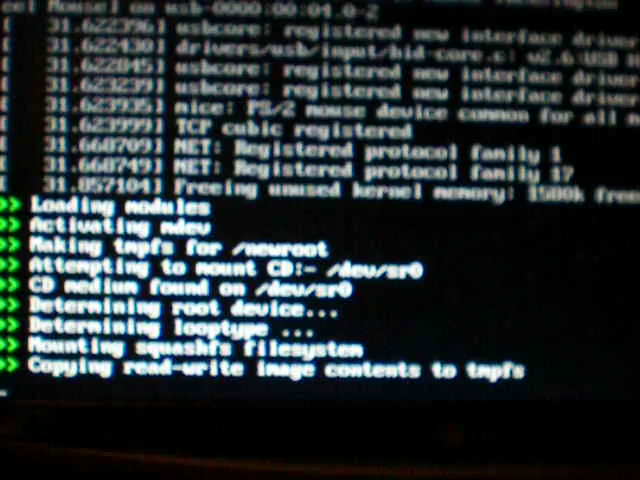 eel Mouse] on usb-0000:00:04.0-2
[ 31.622396] usbcore: registered new interface driver
[ 31.622430] drivers/usb/input/hid-core.c: v2.6:USB H
[ 31.622845] usbcore: registered new interface driver
[ 31.623239] usbcore: registered new interface driver
[ 31.623935] mice: PS/2 mouse device common for all m
[ 31.623999] TCP cubic registered
[ 31.668709] NET: Registered protocol family 1
[ 31.668749] NET: Registered protocol family 17
[ 31.857104] Freeing unused kernel memory: 1580k free
>> Loading modules
>> Activating mdev
>> Making tmpfs for /newroot
>> Attempting to mount CD:- /dev/sr0
>> CD medium found on /dev/sr0
>> Determining root device...
>> Determining looptype ...
>> Mounting squashfs filesystem
>> Copying read-write image contents to tmpfs